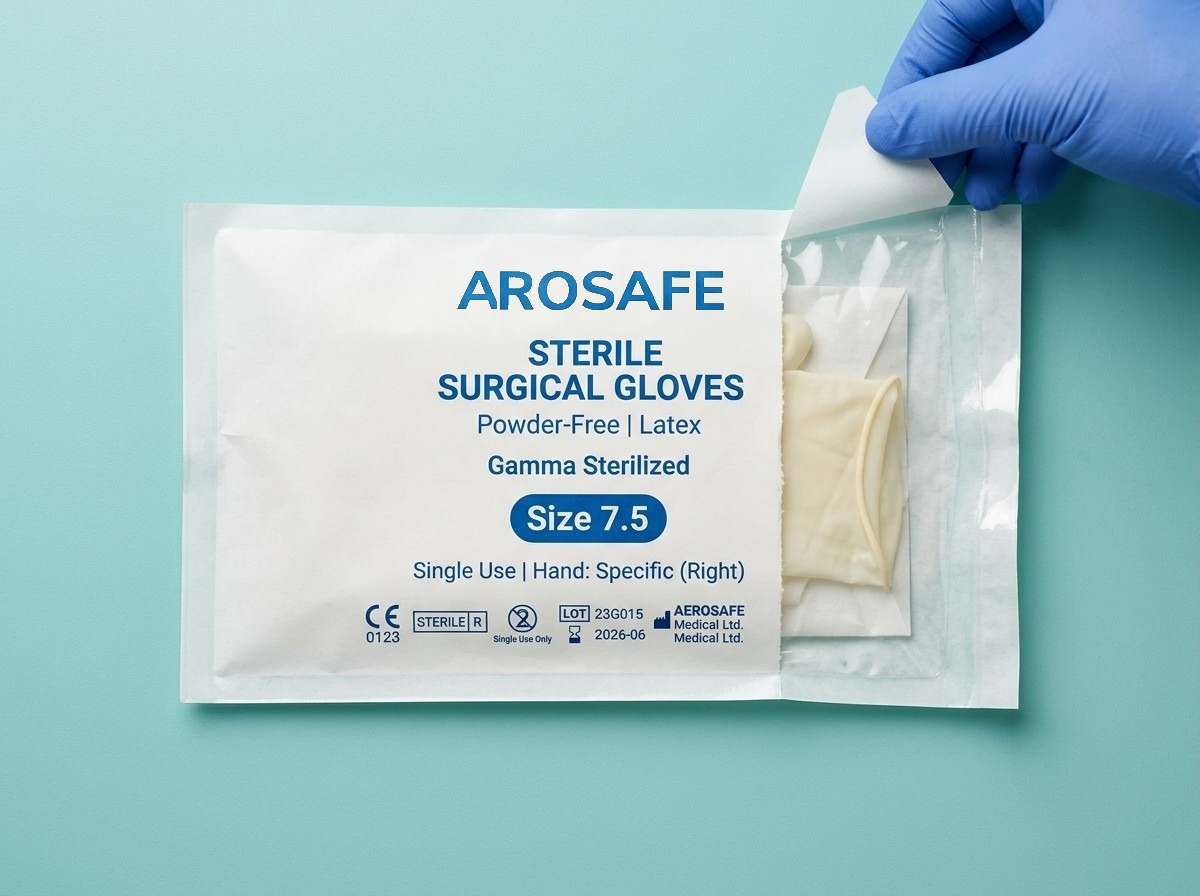 AROSAFE
STERILE
SURGICAL GLOVES
Powder-Free | Latex
Gamma Sterilized
Size 7.5
Single Use | Hand: Specific (Right)
CE
0123
STERILE R
2
Single Use Only
LOT 23G015
2026-06
AEROSAFE
Medical Ltd.
Medical Ltd.